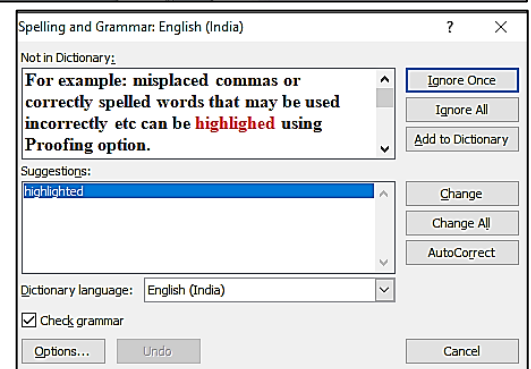 Spelling and Grammar: English (India) ? ×
Not in Dictionary:
For example: misplaced commas or
correctly spelled words that may be used
incorrectly etc can be highlighed using
Proofing option.
Ignore Once
Ignore All
Add to Dictionary
Suggestions:
highlighted
Change
Change All
AutoCorrect
Dictionary language: English (India)
Check grammar
Options... Undo Cancel